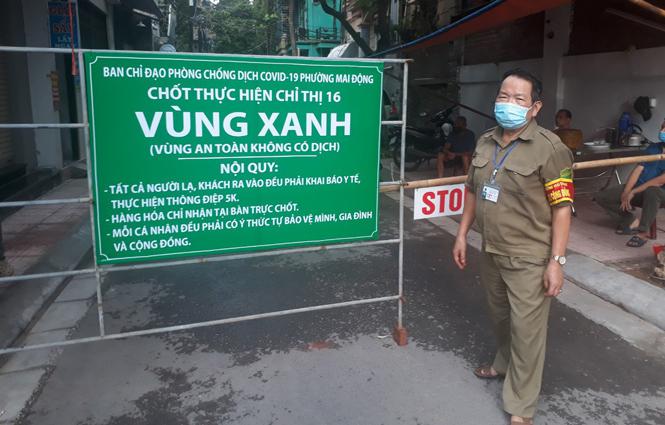 BAN CHỈ ĐẠO PHÒNG CHỐNG DỊCH COVID-19 PHƯỜNG MAI ĐỘNG
CHỐT THỰC HIỆN CHỈ THỊ 16
VÙNG XANH
(VÙNG AN TOÀN KHÔNG CÓ DỊCH)
NỘI QUY:
- TẤT CẢ NGƯỜI LẠ, KHÁCH RA VÀO ĐỀU PHẢI KHAI BÁO Y TẾ,
THỰC HIỆN THÔNG ĐIỆP 5K.
- HÀNG HÓA CHỈ NHẬN TẠI BÀN TRỰC CHỐT.
- MỖI CÁ NHÂN ĐỀU PHẢI CÓ Ý THỨC TỰ BẢO VỆ MÌNH, GIA ĐÌNH
VÀ CỘNG ĐỒNG.
STO